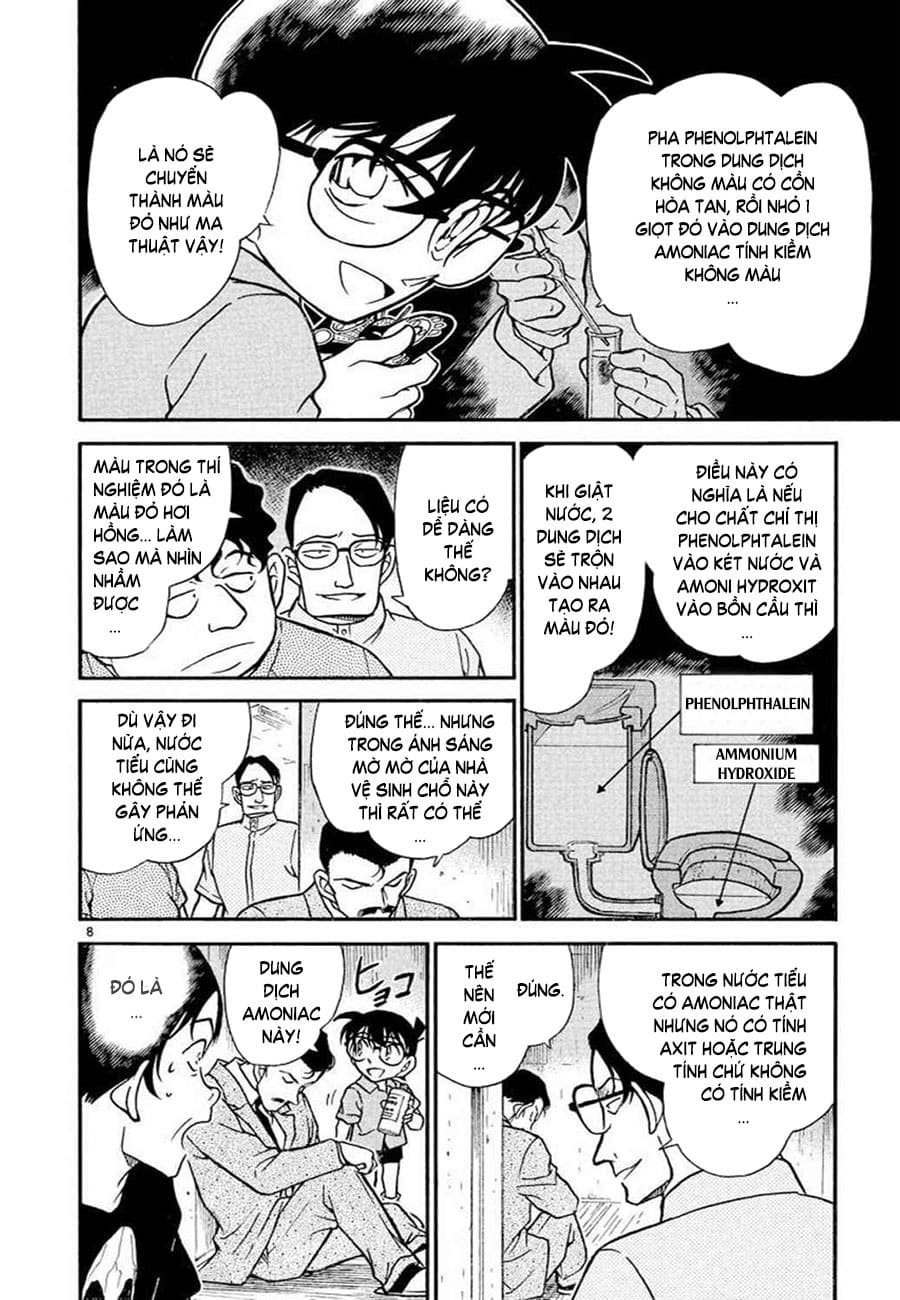 PHA PHENOLPHTALEIN
TRONG DUNG DỊCH
KHÔNG MÀU CÓ CỒN
HÒA TAN, RỒI NHỎ 1
GIỌT ĐÓ VÀO DUNG DỊCH
AMONIAC TÍNH KIỀM
KHÔNG MÀU
...
LÀ NÓ SẼ
CHUYỂN
THÀNH MÀU
ĐỎ NHƯ MA
THUẬT VẬY!
ĐIỀU NÀY CÓ
NGHĨA LÀ NẾU
CHO CHẤT CHỈ THỊ
PHENOLPHTALEIN
VÀO KÉT NƯỚC VÀ
AMONI HYDROXIT
VÀO BỒN CẦU THÌ
...
KHI GIẬT
NƯỚC, 2
DUNG DỊCH
SẼ TRỘN
VÀO NHAU
TẠO RA
MÀU ĐỎ!
PHENOLPHTHALEIN
AMMONIUM
HYDROXIDE
LIỆU CÓ
DỄ DÀNG
THẾ
KHÔNG?
MÀU TRONG THÍ
NGHIỆM ĐÓ LÀ
MÀU ĐỎ HƠI
HỒNG... LÀM
SAO MÀ NHÌN
NHẦM
ĐƯỢC
...
ĐÚNG THẾ... NHƯNG
TRONG ÁNH SÁNG
MỜ MỜ CỦA NHÀ
VỆ SINH CHỔ NÀY
THÌ RẤT CÓ THỂ
...
DÙ VẬY ĐI
NỮA, NƯỚC
TIỂU CŨNG
KHÔNG THỂ
GÂY PHẢN
ỨNG...
8
TRONG NƯỚC TIỂU
CÓ AMONIAC THẬT
NHƯNG NÓ CÓ TÍNH
AXIT HOẶC TRUNG
TÍNH CHỨ KHÔNG
CÓ TÍNH KIỀM
...
ĐÚNG.
THẾ
NÊN
MỚI
CẦN
...
DUNG
DỊCH
AMONIAC
NÀY!
ヒョコ
ĐÓ LÀ
...